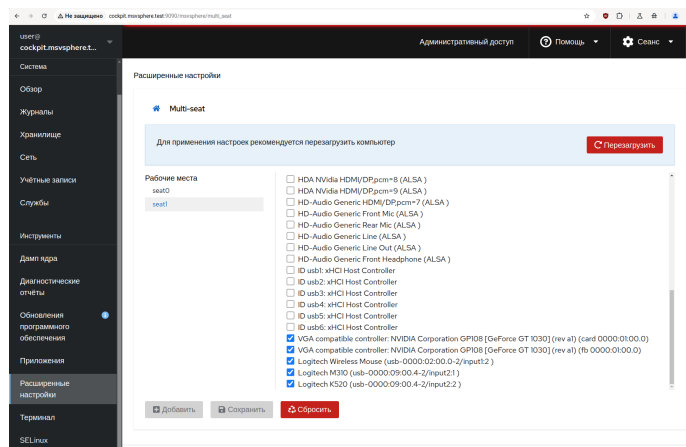 Не защищено cockpit.msvsphere.test:9090/msvsphere/multi_seat
user@
cockpit.msvsphere.t...
Административный доступ
Помощь
Сеанс
Система
Обзор
Журналы
Хранилище
Сеть
Учётные записи
Службы
Инструменты
Дамп ядра
Диагностические
отчёты
Обновления
программного
обеспечения
Приложения
Расширенные
настройки
Терминал
SELinux
Расширенные настройки
Multi-seat
Для применения настроек рекомендуется перезагрузить компьютер
Перезагрузить
Рабочие места
seat0
seat1
HDA NVidia HDMI/DP,pcm=8 (ALSA )
HDA NVidia HDMI/DP,pcm=9 (ALSA )
HD-Audio Generic HDMI/DP,pcm=7 (ALSA )
HD-Audio Generic Front Mic (ALSA )
HD-Audio Generic Rear Mic (ALSA )
HD-Audio Generic Line (ALSA )
HD-Audio Generic Line Out (ALSA )
HD-Audio Generic Front Headphone (ALSA )
ID usb1: xHCI Host Controller
ID usb2: xHCI Host Controller
ID usb3: xHCI Host Controller
ID usb4: xHCI Host Controller
ID usb5: xHCI Host Controller
ID usb6: xHCI Host Controller
VGA compatible controller: NVIDIA Corporation GP108 [GeForce GT 1030] (rev a1) (card 0000:01:00.0)
VGA compatible controller: NVIDIA Corporation GP108 [GeForce GT 1030] (rev a1) (fb 0000:01:00.0)
Logitech Wireless Mouse (usb-0000:02:00.0-2/input1:2 )
Logitech M310 (usb-0000:09:00.4-2/input2:1 )
Logitech K520 (usb-0000:09:00.4-2/input2:2 )
Добавить
Сохранить
Сбросить